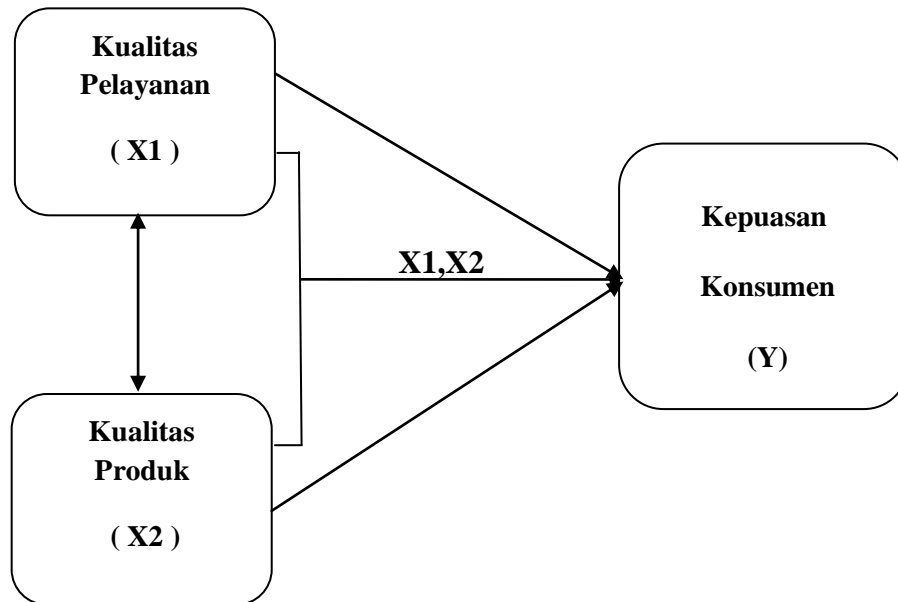 Kualitas
Pelayanan
( X1 )
X1,X2
Kepuasan
Konsumen
(Y)
Kualitas
Produk
( X2 )